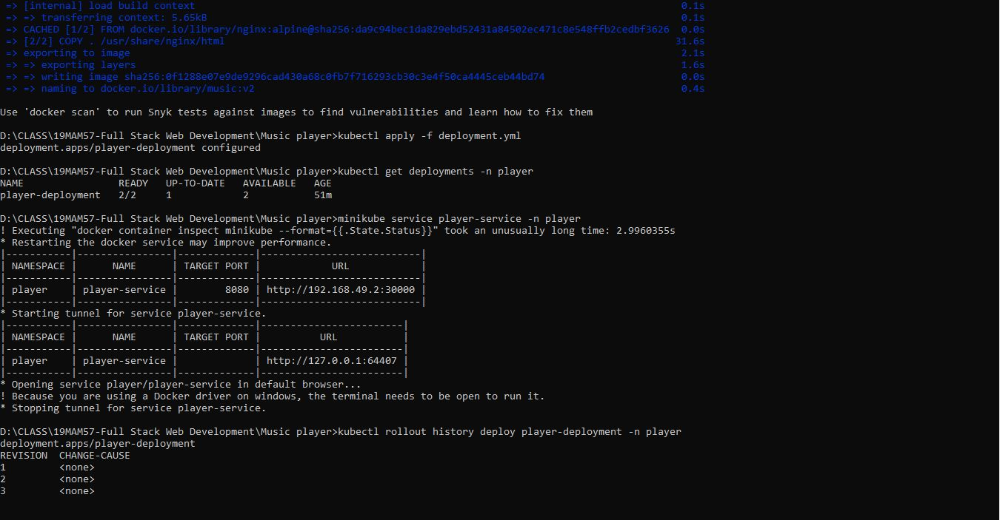 => [internal] load build context 0.1s
=> => transferring context: 5.65kB 0.1s
=> CACHED [1/2] FROM docker.io/library/nginx:alpine@sha256:da9c94bec1da829ebd52431a84502ec471c8e548ffb2cedbf3626 0.0s
=> [2/2] COPY . /usr/share/nginx/html 31.6s
=> exporting to image 2.1s
=> => exporting layers 1.6s
=> => writing image sha256:0f1288e07e9de9296cad430a68c0fb7f716293cb30c3e4f50ca4445ceb44bd74 0.0s
=> => naming to docker.io/library/music:v2 0.4s
Use 'docker scan' to run Snyk tests against images to find vulnerabilities and learn how to fix them
D:\CLASS\19MAM57-Full Stack Web Development\Music player>kubectl apply -f deployment.yml
deployment.apps/player-deployment configured
D:\CLASS\19MAM57-Full Stack Web Development\Music player>kubectl get deployments -n player
NAME READY UP-TO-DATE AVAILABLE AGE
player-deployment 2/2 1 2 51m
D:\CLASS\19MAM57-Full Stack Web Development\Music player>minikube service player-service -n player
! Executing "docker container inspect minikube --format={{.State.Status}}" took an unusually long time: 2.9960355s
* Restarting the docker service may improve performance.
|-----------|----------------|-------------|---------------------------|
| NAMESPACE | NAME | TARGET PORT | URL |
|-----------|----------------|-------------|---------------------------|
| player | player-service | 8080 | http://192.168.49.2:30000 |
|-----------|----------------|-------------|---------------------------|
* Starting tunnel for service player-service.
|-----------|----------------|-------------|------------------------|
| NAMESPACE | NAME | TARGET PORT | URL |
|-----------|----------------|-------------|------------------------|
| player | player-service | | http://127.0.0.1:64407 |
|-----------|----------------|-------------|------------------------|
* Opening service player/player-service in default browser...
! Because you are using a Docker driver on windows, the terminal needs to be open to run it.
* Stopping tunnel for service player-service.
D:\CLASS\19MAM57-Full Stack Web Development\Music player>kubectl rollout history deploy player-deployment -n player
deployment.apps/player-deployment
REVISION CHANGE-CAUSE
1 <none>
2 <none>
3 <none>